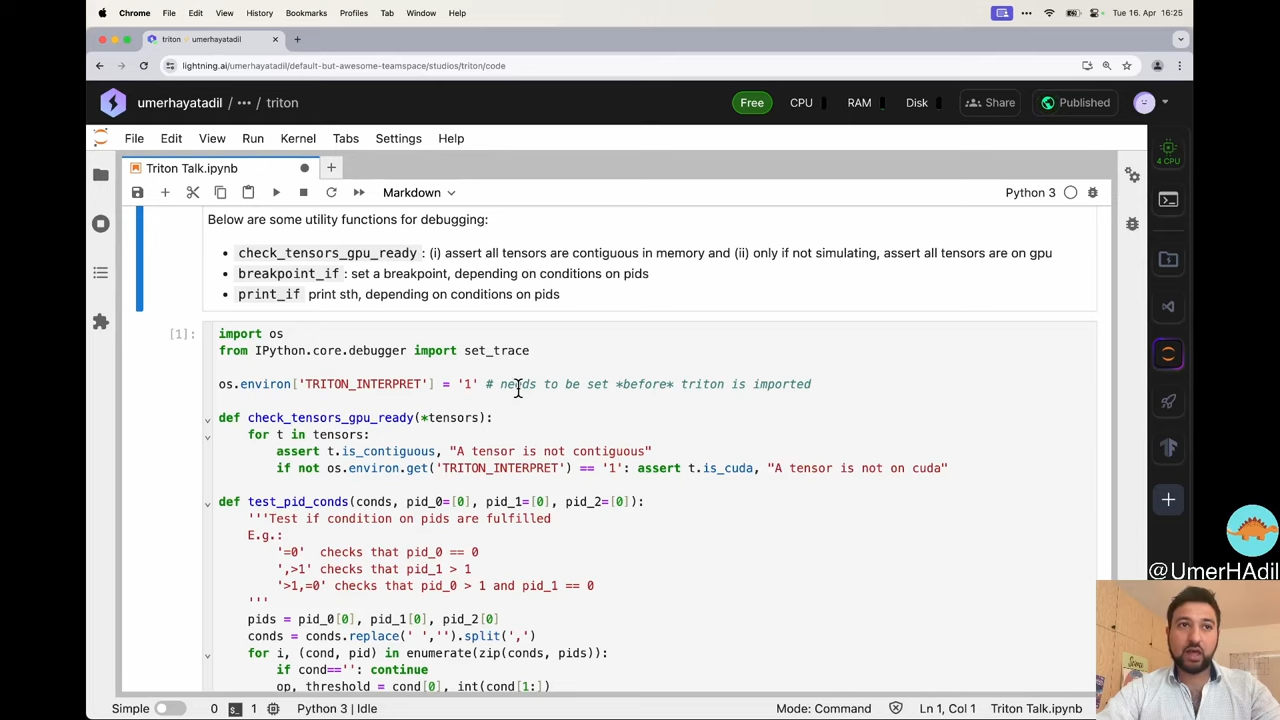 Chrome File Edit View History Bookmarks Profiles Tab Window Help Tue 16. Apr 16:25
triton umerhayatadil
lightning.ai/umerhayatadil/default-but-awesome-teamspace/studios/triton/code
umerhayatadil / ••• / triton Free CPU RAM Disk Share Published
File Edit View Run Kernel Tabs Settings Help
4 CPU
Triton Talk.ipynb
Markdown Python 3
Below are some utility functions for debugging:
• check_tensors_gpu_ready : (i) assert all tensors are contiguous in memory and (ii) only if not simulating, assert all tensors are on gpu
• breakpoint_if : set a breakpoint, depending on conditions on pids
• print_if print sth, depending on conditions on pids
[1]: import os
from IPython.core.debugger import set_trace
os.environ['TRITON_INTERPRET'] = '1' # needs to be set *before* triton is imported
def check_tensors_gpu_ready(*tensors):
for t in tensors:
assert t.is_contiguous, "A tensor is not contiguous"
if not os.environ.get('TRITON_INTERPRET') == '1': assert t.is_cuda, "A tensor is not on cuda"
def test_pid_conds(conds, pid_0=[0], pid_1=[0], pid_2=[0]):
'''Test if condition on pids are fulfilled
E.g.:
'=0' checks that pid_0 == 0
',>1' checks that pid_1 > 1
'>1,=0' checks that pid_0 > 1 and pid_1 == 0
'''
pids = pid_0[0], pid_1[0], pid_2[0]
conds = conds.replace(' ','').split(',')
for i, (cond, pid) in enumerate(zip(conds, pids)):
if cond=='': continue
op, threshold = cond[0], int(cond[1:])
@UmerHAdil
Simple 0 1 Python 3 | Idle Mode: Command Ln 1, Col 1 Triton Talk.ipynb